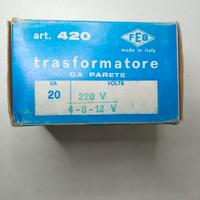 art. 420
FEB
made in italy
trasformatore
DA PARETE
VA VOLTS
20 220 V
4-8-12 V